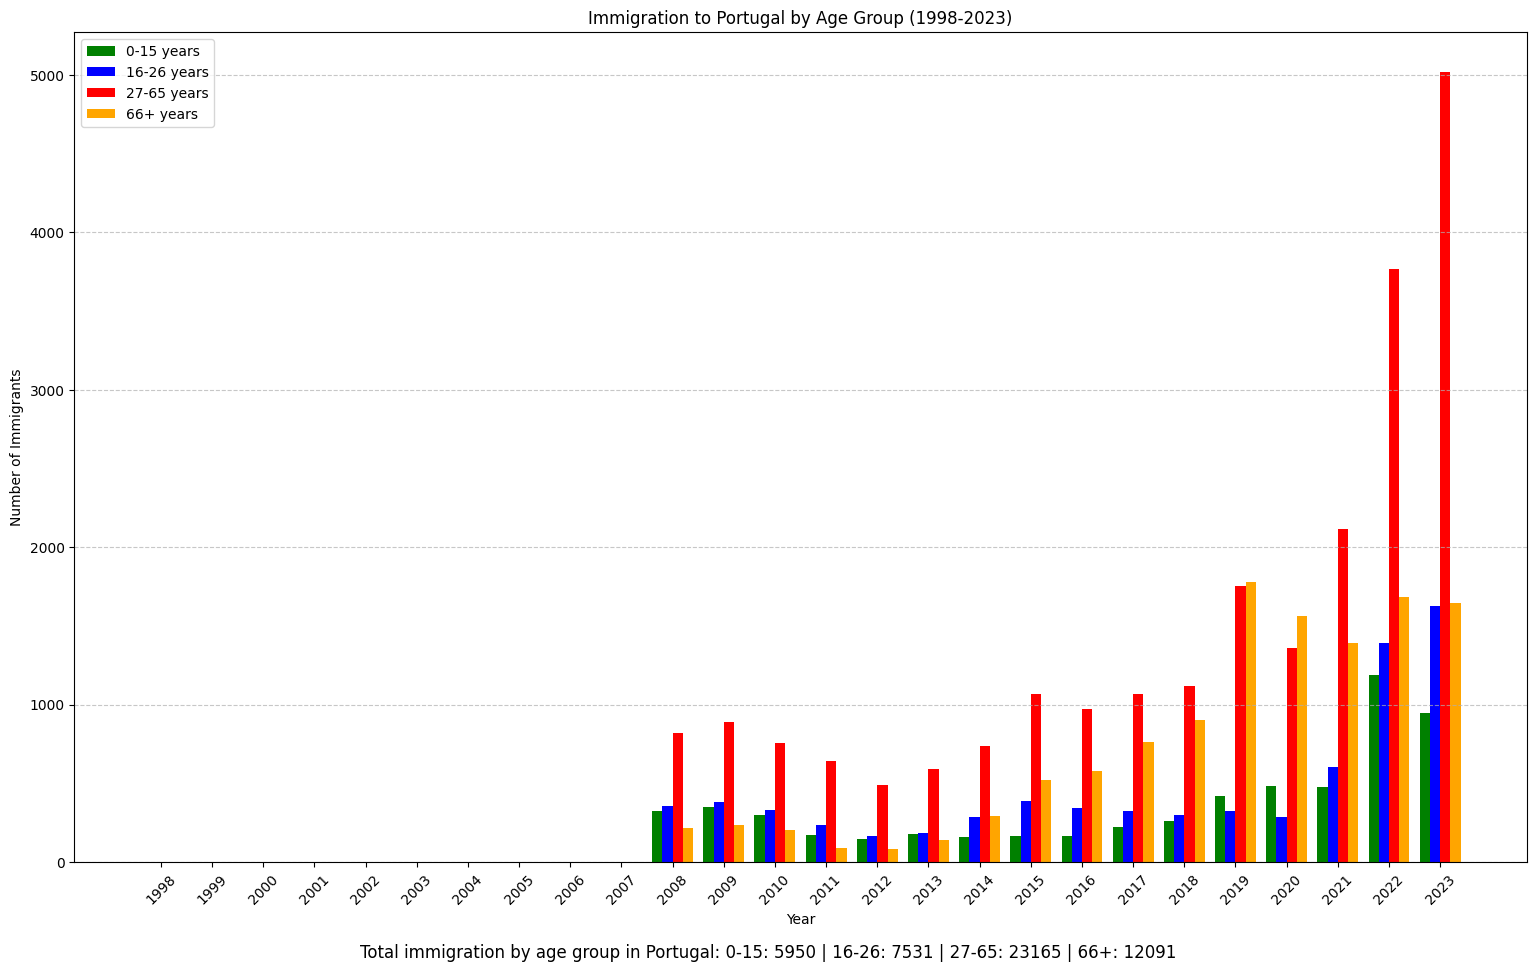 Immigration to Portugal by Age Group (1998-2023)
0-15 years
16-26 years
27-65 years
66+ years
5000
4000
3000
2000
1000
0
Number of Immigrants
1998 1999 2000 2001 2002 2003 2004 2005 2006 2007 2008 2009 2010 2011 2012 2013 2014 2015 2016 2017 2018 2019 2020 2021 2022 2023
Year
Total immigration by age group in Portugal: 0-15: 5950 | 16-26: 7531 | 27-65: 23165 | 66+: 12091